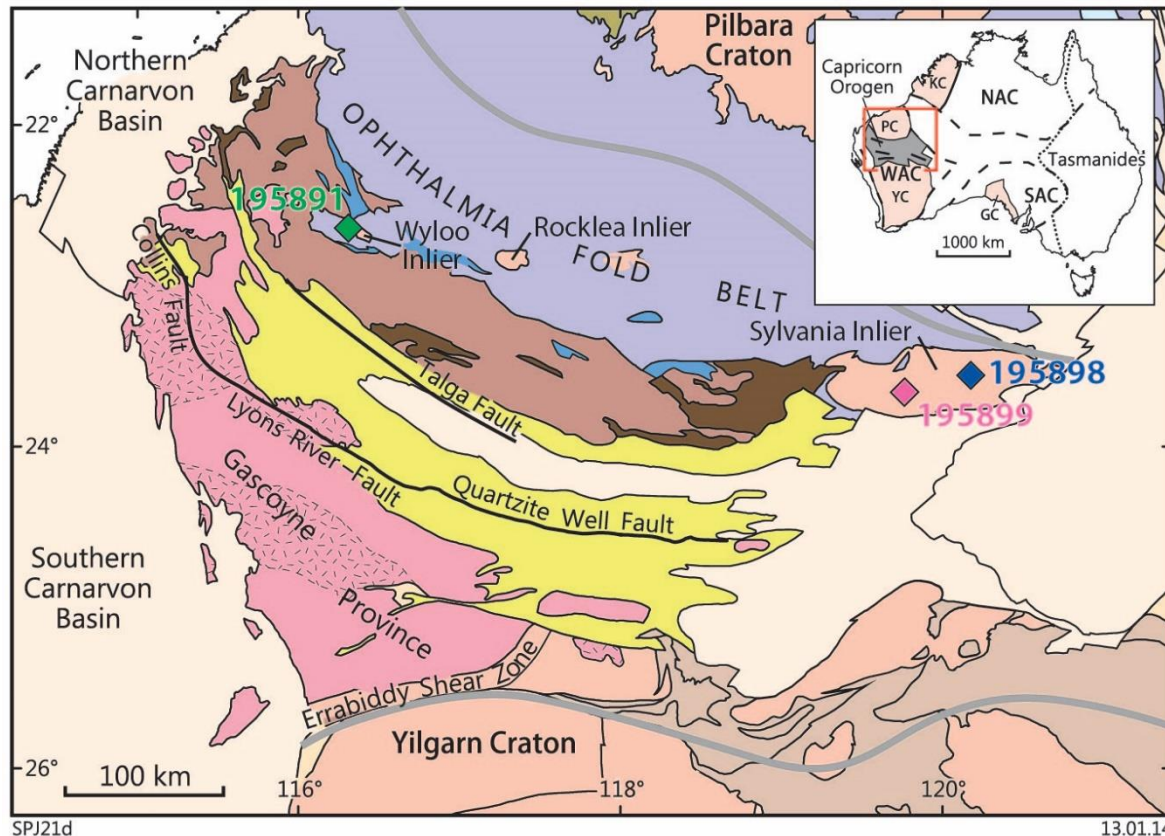 Northern
Carnarvon
Basin
Pilbara
Craton
Capricorn
Orogen
KC
NAC
PC
WAC
YC
GC
SAC
Tasmanides
1000 km
22°
OPHTHALMIA
FOLD
BELT
195891
Wyloo
Inlier
Rocklea Inlier
Sylvania Inlier
195898
195899
Collins Fault
Talga Fault
24°
Lyons River Fault
Quartzite Well Fault
Gascoyne
Province
Southern
Carnarvon
Basin
Errabiddy Shear Zone
Yilgarn Craton
26°
100 km
116°
118°
120°
SPJ21d
13.01.14